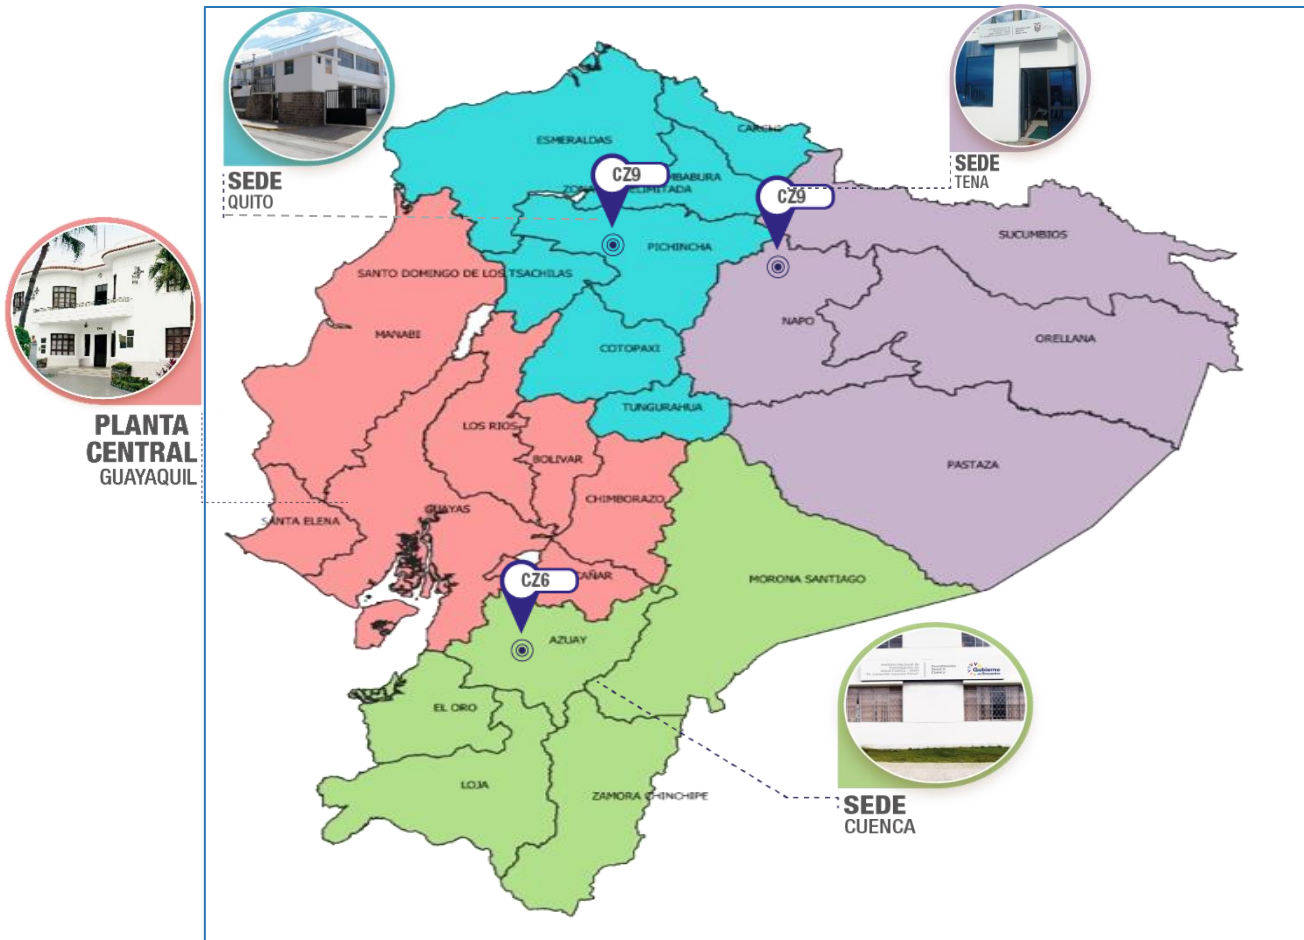 SEDE
QUITO
SEDE
TENA
PLANTA
CENTRAL
GUAYAQUIL
SEDE
CUENCA
CZ9
CZ9
CZ6
ESMERALDAS
CARCHI
PICHINCHA
SUCUMBIOS
SANTO DOMINGO DE LOS TSACHILAS
MANABI
NAPO
ORELLANA
COTOPAXI
TUNGURAHUA
LOS RIOS
BOLIVAR
PASTAZA
CHIMBORAZO
GUAYAS
SANTA ELENA
MORONA SANTIAGO
AZUAY
EL ORO
LOJA
ZAMORA CHINCHIPE
Gobierno